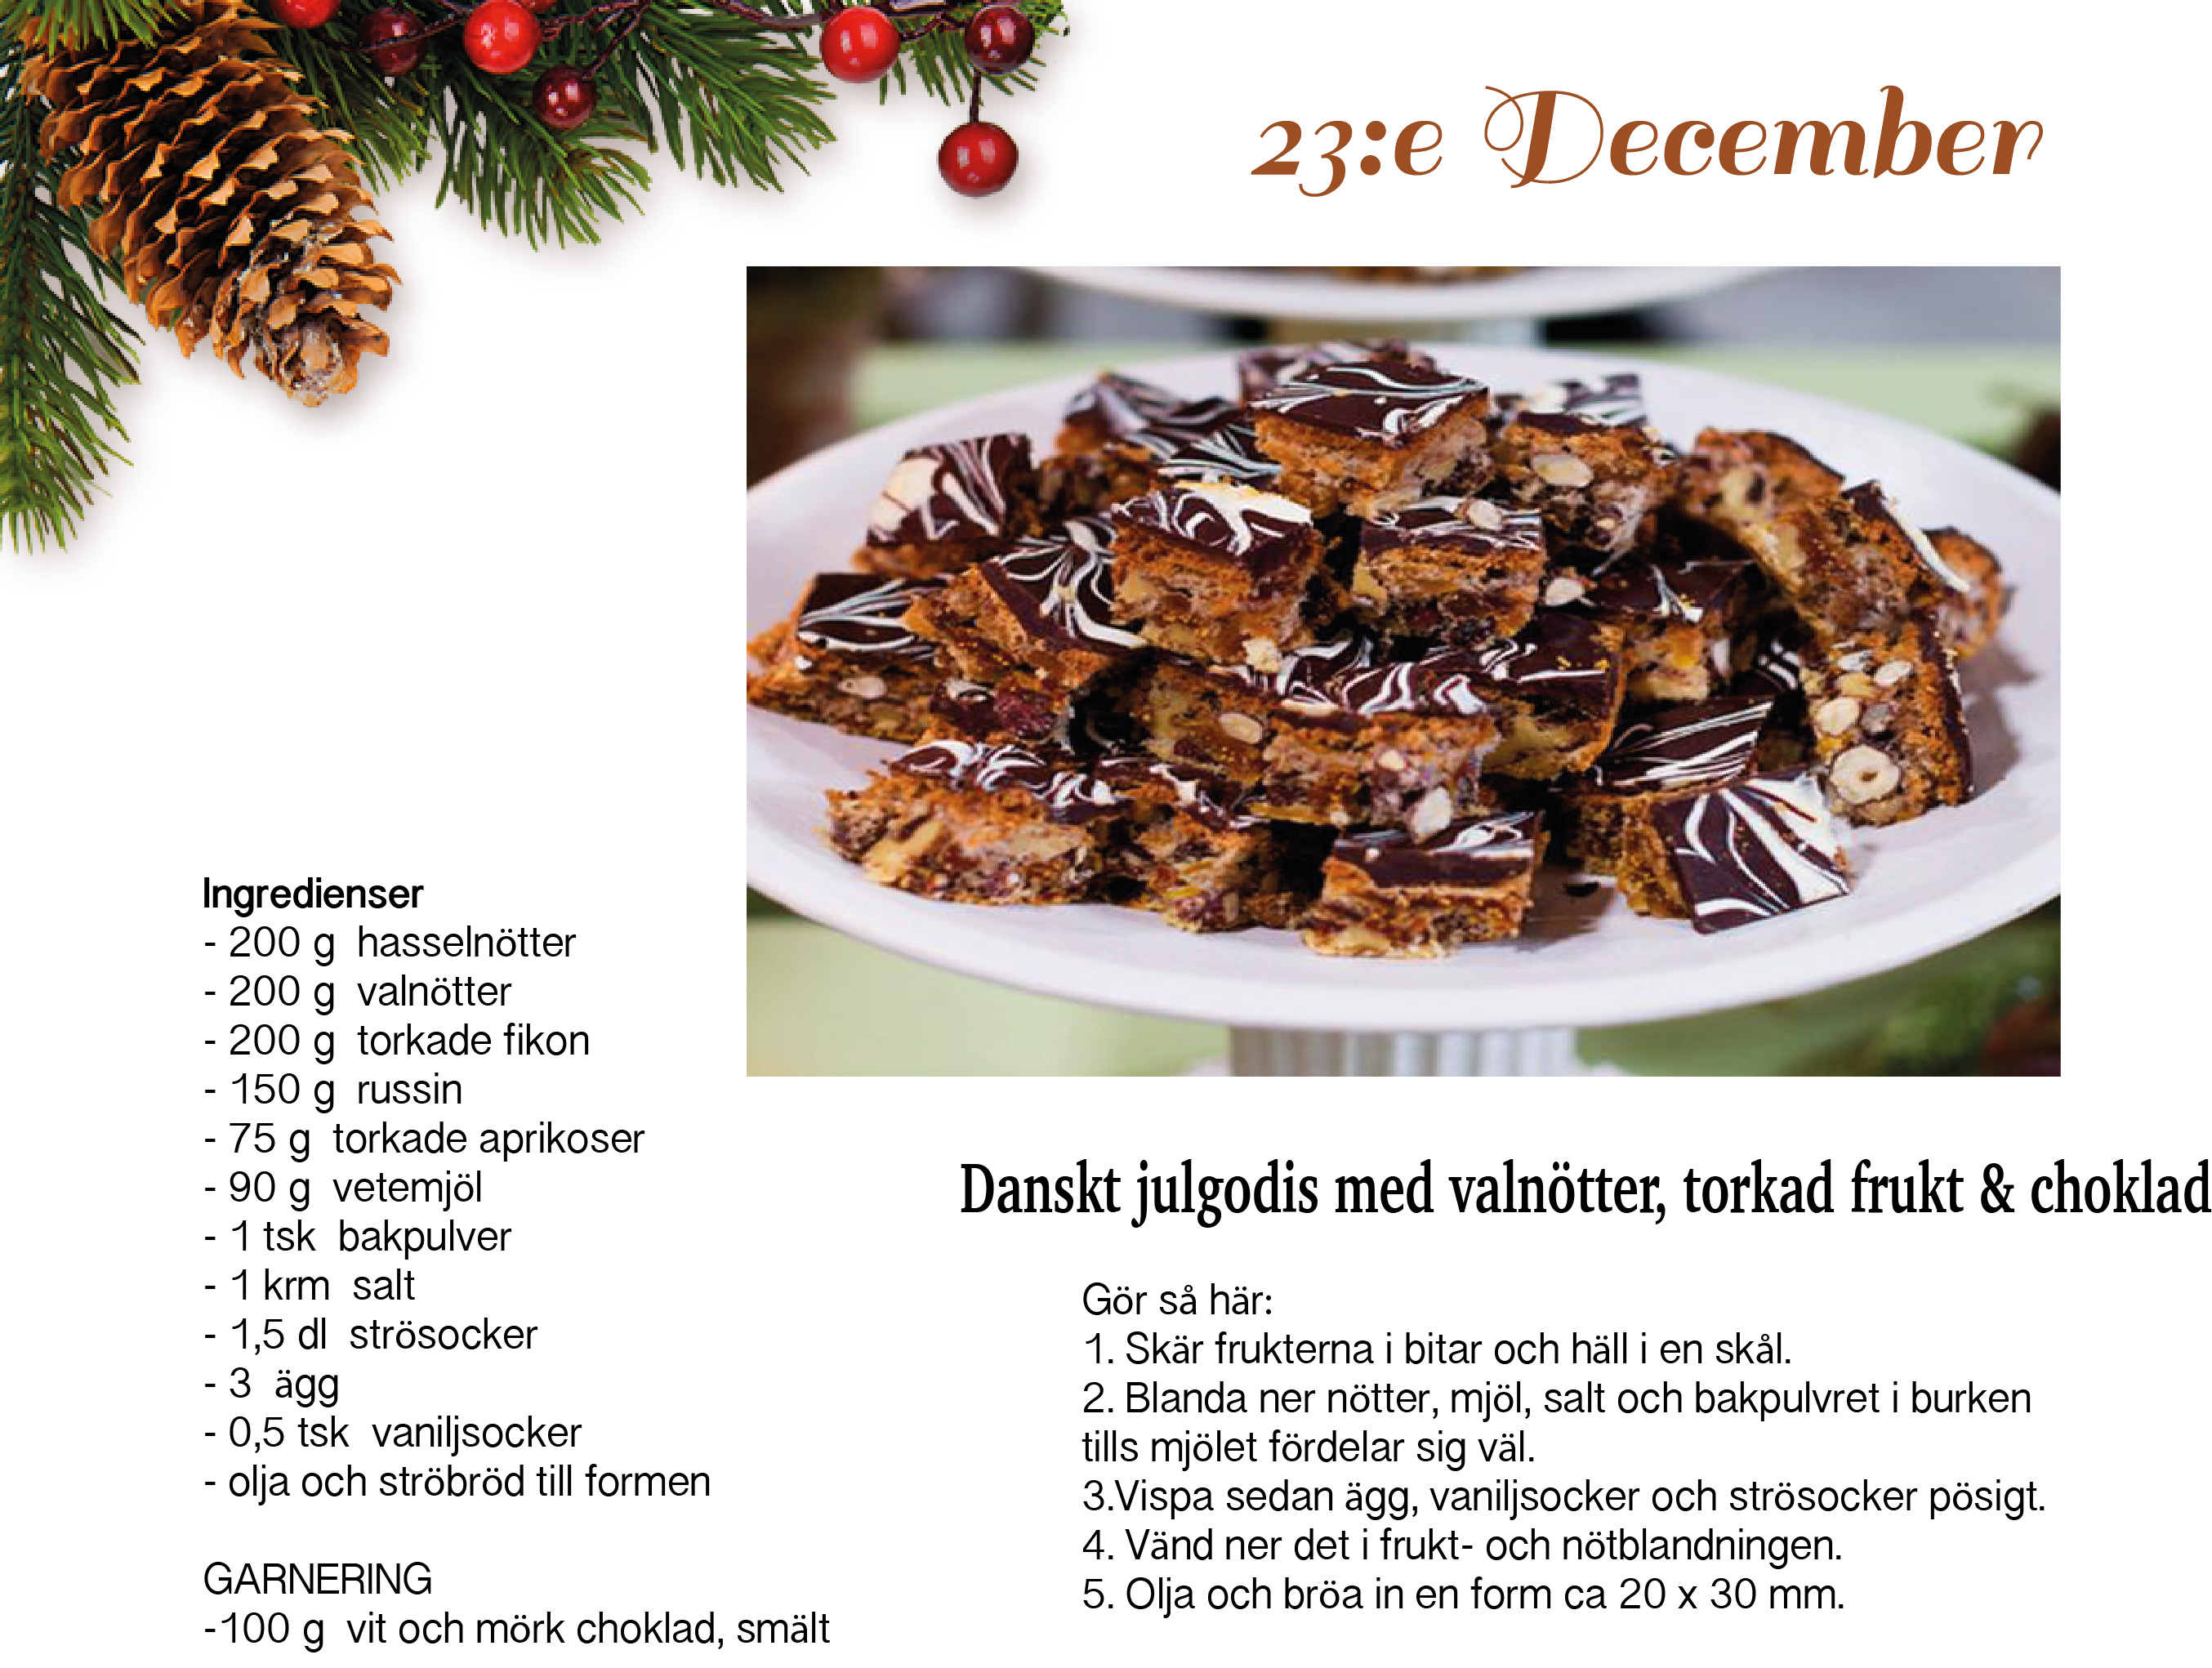 23:e December
Ingredienser
- 200 g hasselnötter
- 200 g valnötter
- 200 g torkade fikon
- 150 g russin
- 75 g torkade aprikoser
- 90 g vetemjöl
- 1 tsk bakpulver
- 1 krm salt
- 1,5 dl strösocker
- 3 ägg
- 0,5 tsk vaniljsocker
- olja och ströbröd till formen
GARNERING
-100 g vit och mörk choklad, smält
Danskt julgodis med valnötter, torkad frukt & choklad
Gör så här:
1. Skär frukterna i bitar och häll i en skål.
2. Blanda ner nötter, mjöl, salt och bakpulvret i burken
tills mjölet fördelar sig väl.
3.Vispa sedan ägg, vaniljsocker och strösocker pösigt.
4. Vänd ner det i frukt- och nötblandningen.
5. Olja och bröa in en form ca 20 x 30 mm.